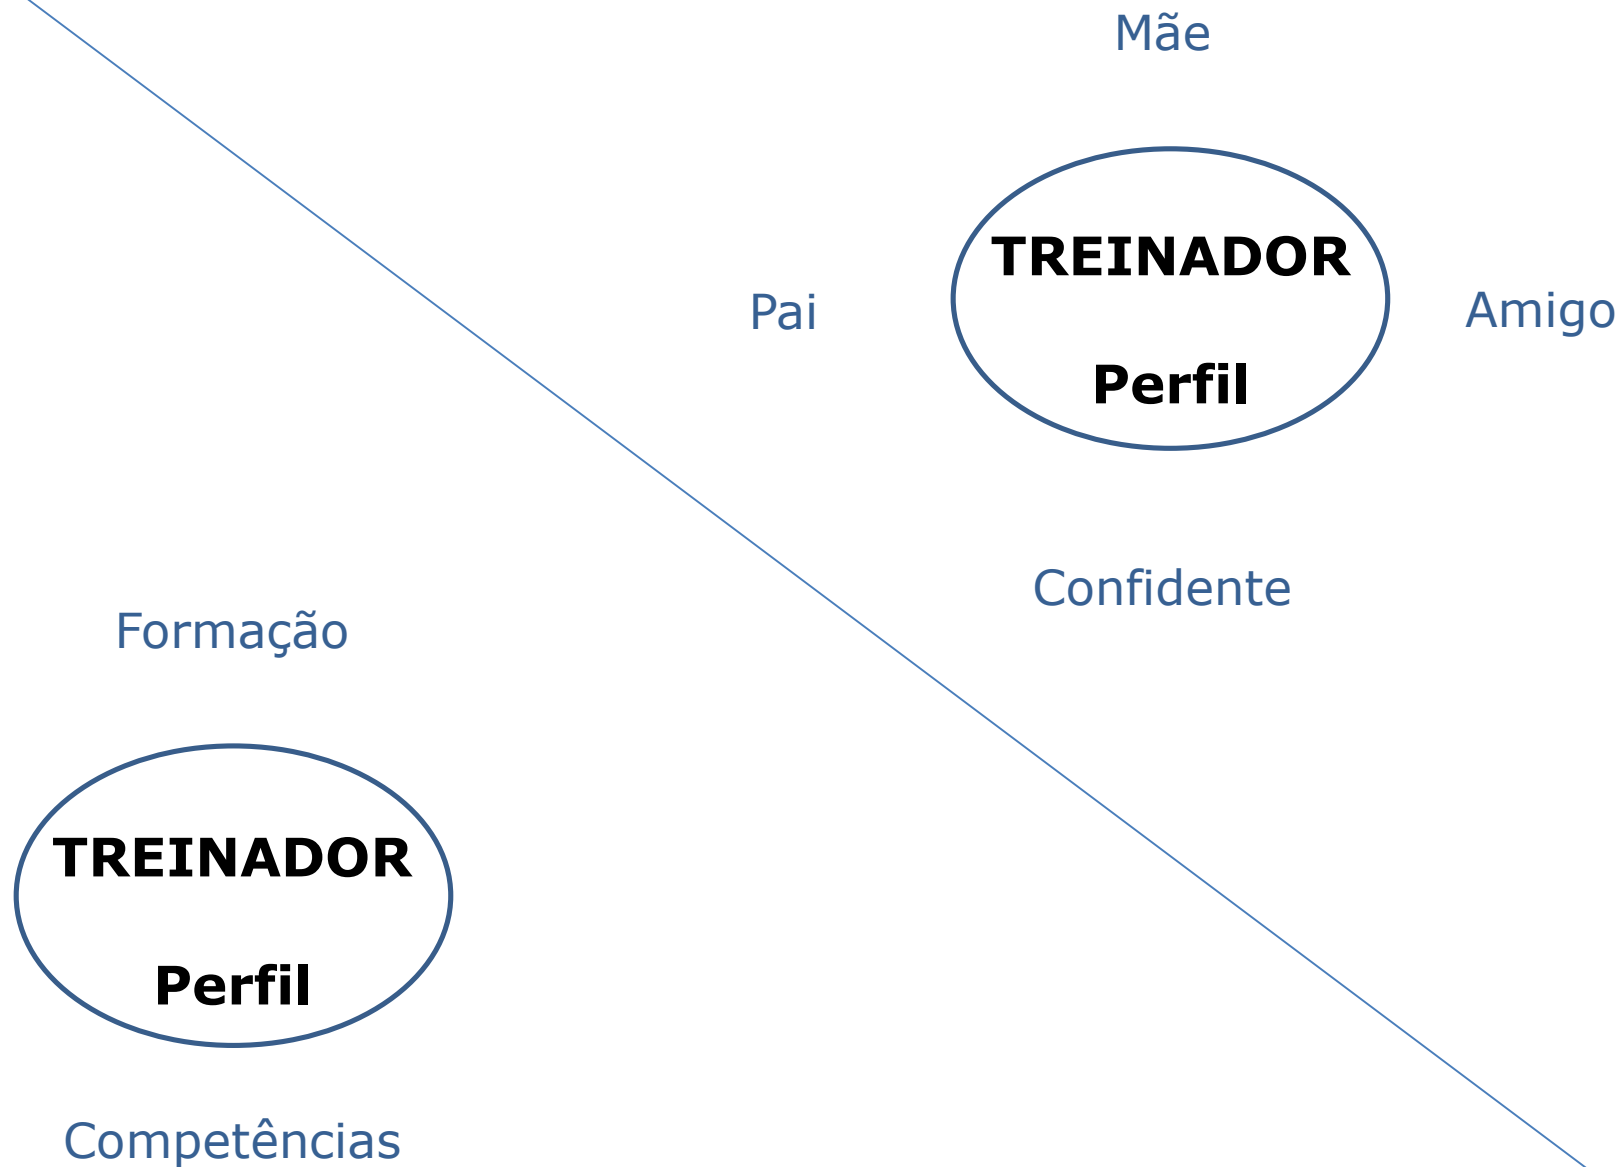 Mãe
TREINADOR
Pai
Amigo
Perfil
Confidente
Formação
TREINADOR
Perfil
Competências